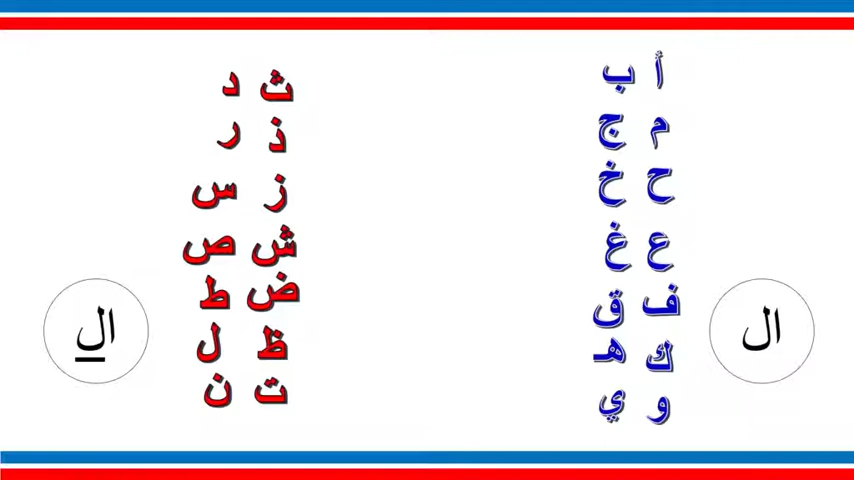 أ ب
م ج
ح خ
ع غ
ف ق
ك هـ
و ي
ال
ث د
ذ ر
ز س
ش ص
ض ط
ظ ل
ت ن
ال